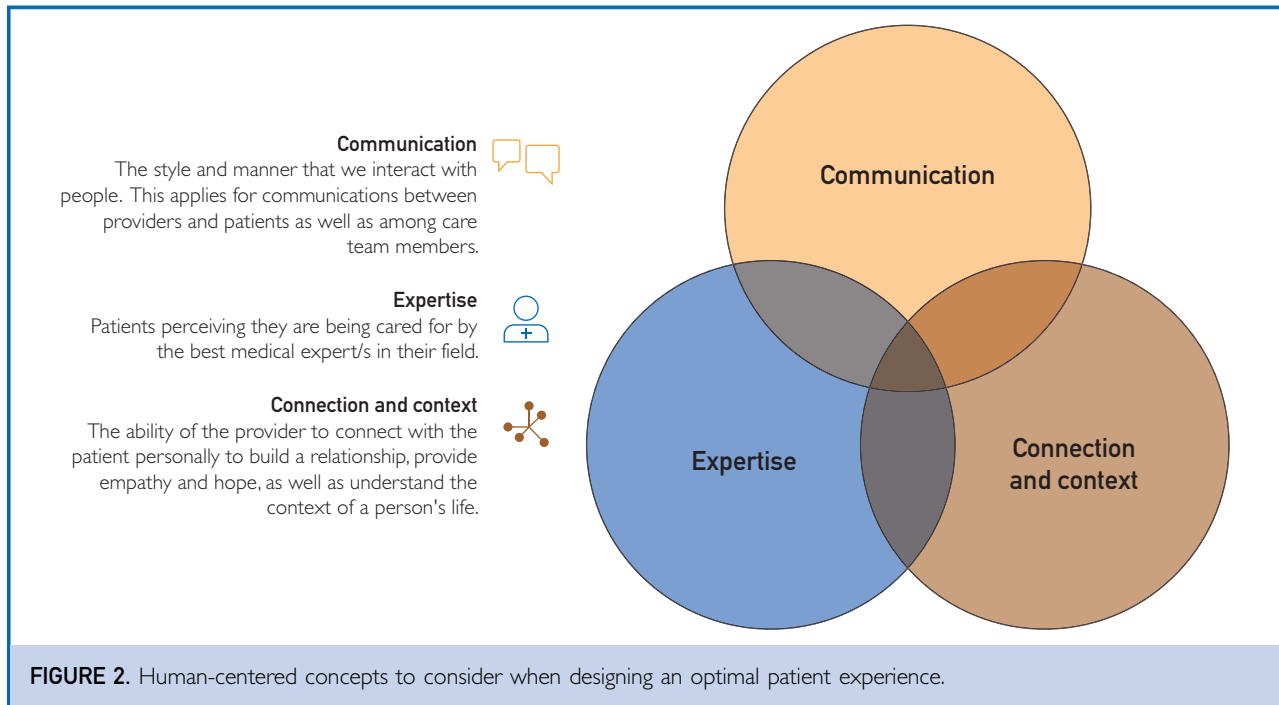 Communication
The style and manner that we interact with
people. This applies for communications between
providers and patients as well as among care
team members.
Expertise
Patients perceiving they are being cared for by
the best medical expert/s in their field.
Connection and context
The ability of the provider to connect with the
patient personally to build a relationship, provide
empathy and hope, as well as understand the
context of a person's life.
Communication
Expertise
Connection
and context
FIGURE 2. Human-centered concepts to consider when designing an optimal patient experience.